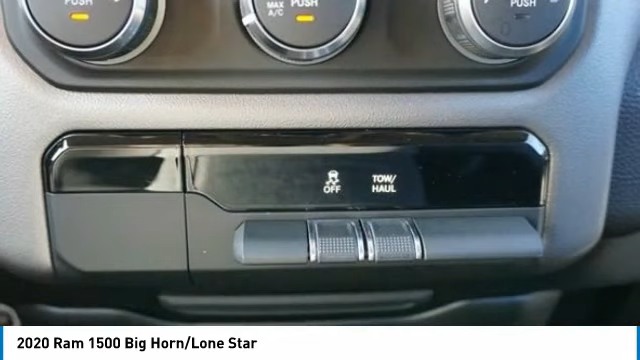 PUSH
MAX
A/C
PUSH
PUSH
OFF
TOW/
HAUL
2020 Ram 1500 Big Horn/Lone Star